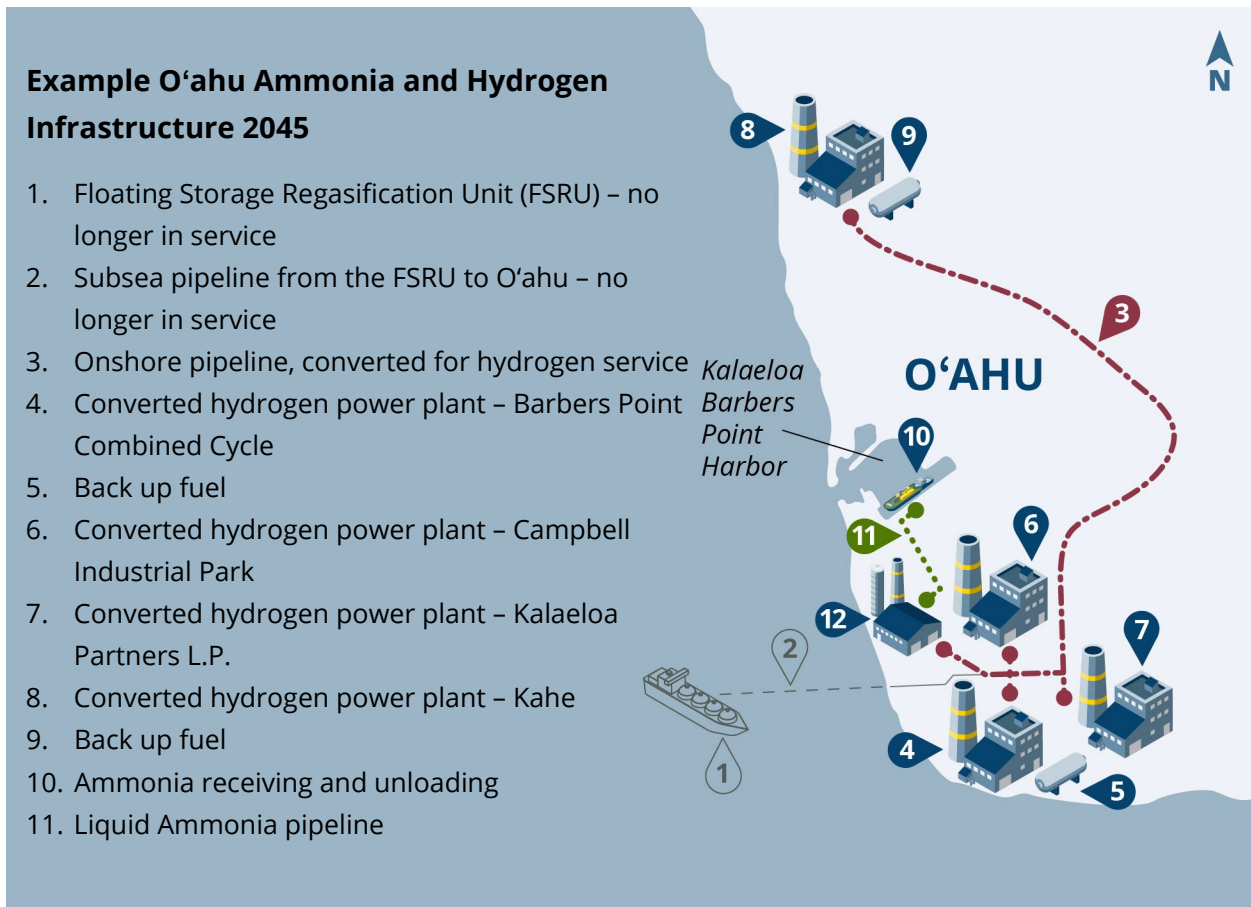 Example Oʻahu Ammonia and Hydrogen
Infrastructure 2045
1. Floating Storage Regasification Unit (FSRU) – no
longer in service
2. Subsea pipeline from the FSRU to Oʻahu – no
longer in service
3. Onshore pipeline, converted for hydrogen service
4. Converted hydrogen power plant – Barbers Point
Combined Cycle
5. Back up fuel
6. Converted hydrogen power plant – Campbell
Industrial Park
7. Converted hydrogen power plant – Kalaeloa
Partners L.P.
8. Converted hydrogen power plant – Kahe
9. Back up fuel
10. Ammonia receiving and unloading
11. Liquid Ammonia pipeline
N
8
9
3
OʻAHU
Kalaeloa
Barbers
Point
Harbor
10
11
6
12
7
2
1
4
5